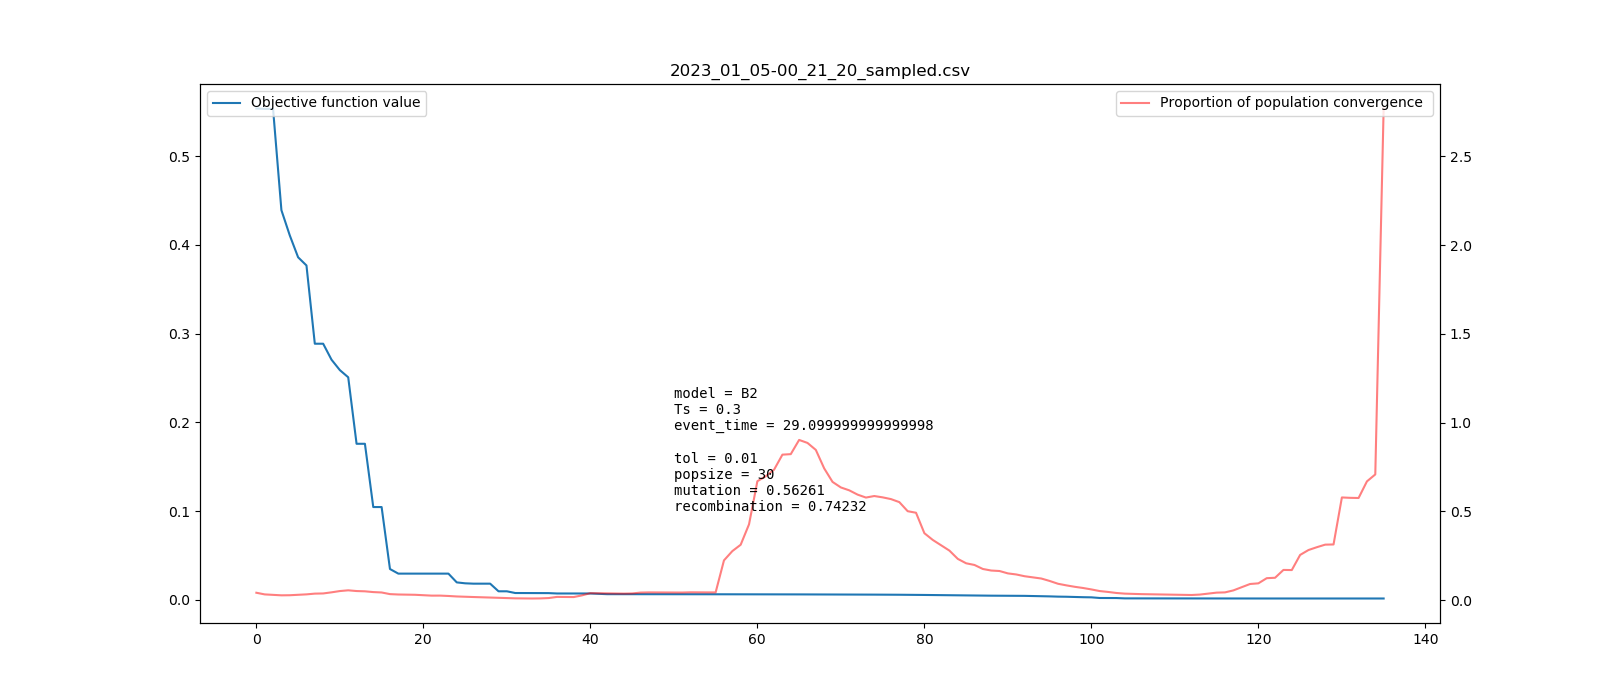 2023_01_05-00_21_20_sampled.csv
Objective function value
Proportion of population convergence
0.5
0.4
0.3
0.2
0.1
0.0
2.5
2.0
1.5
1.0
0.5
0.0
model = B2
Ts = 0.3
event_time = 29.099999999999998
tol = 0.01
popsize = 30
mutation = 0.56261
recombination = 0.74232
0 20 40 60 80 100 120 140